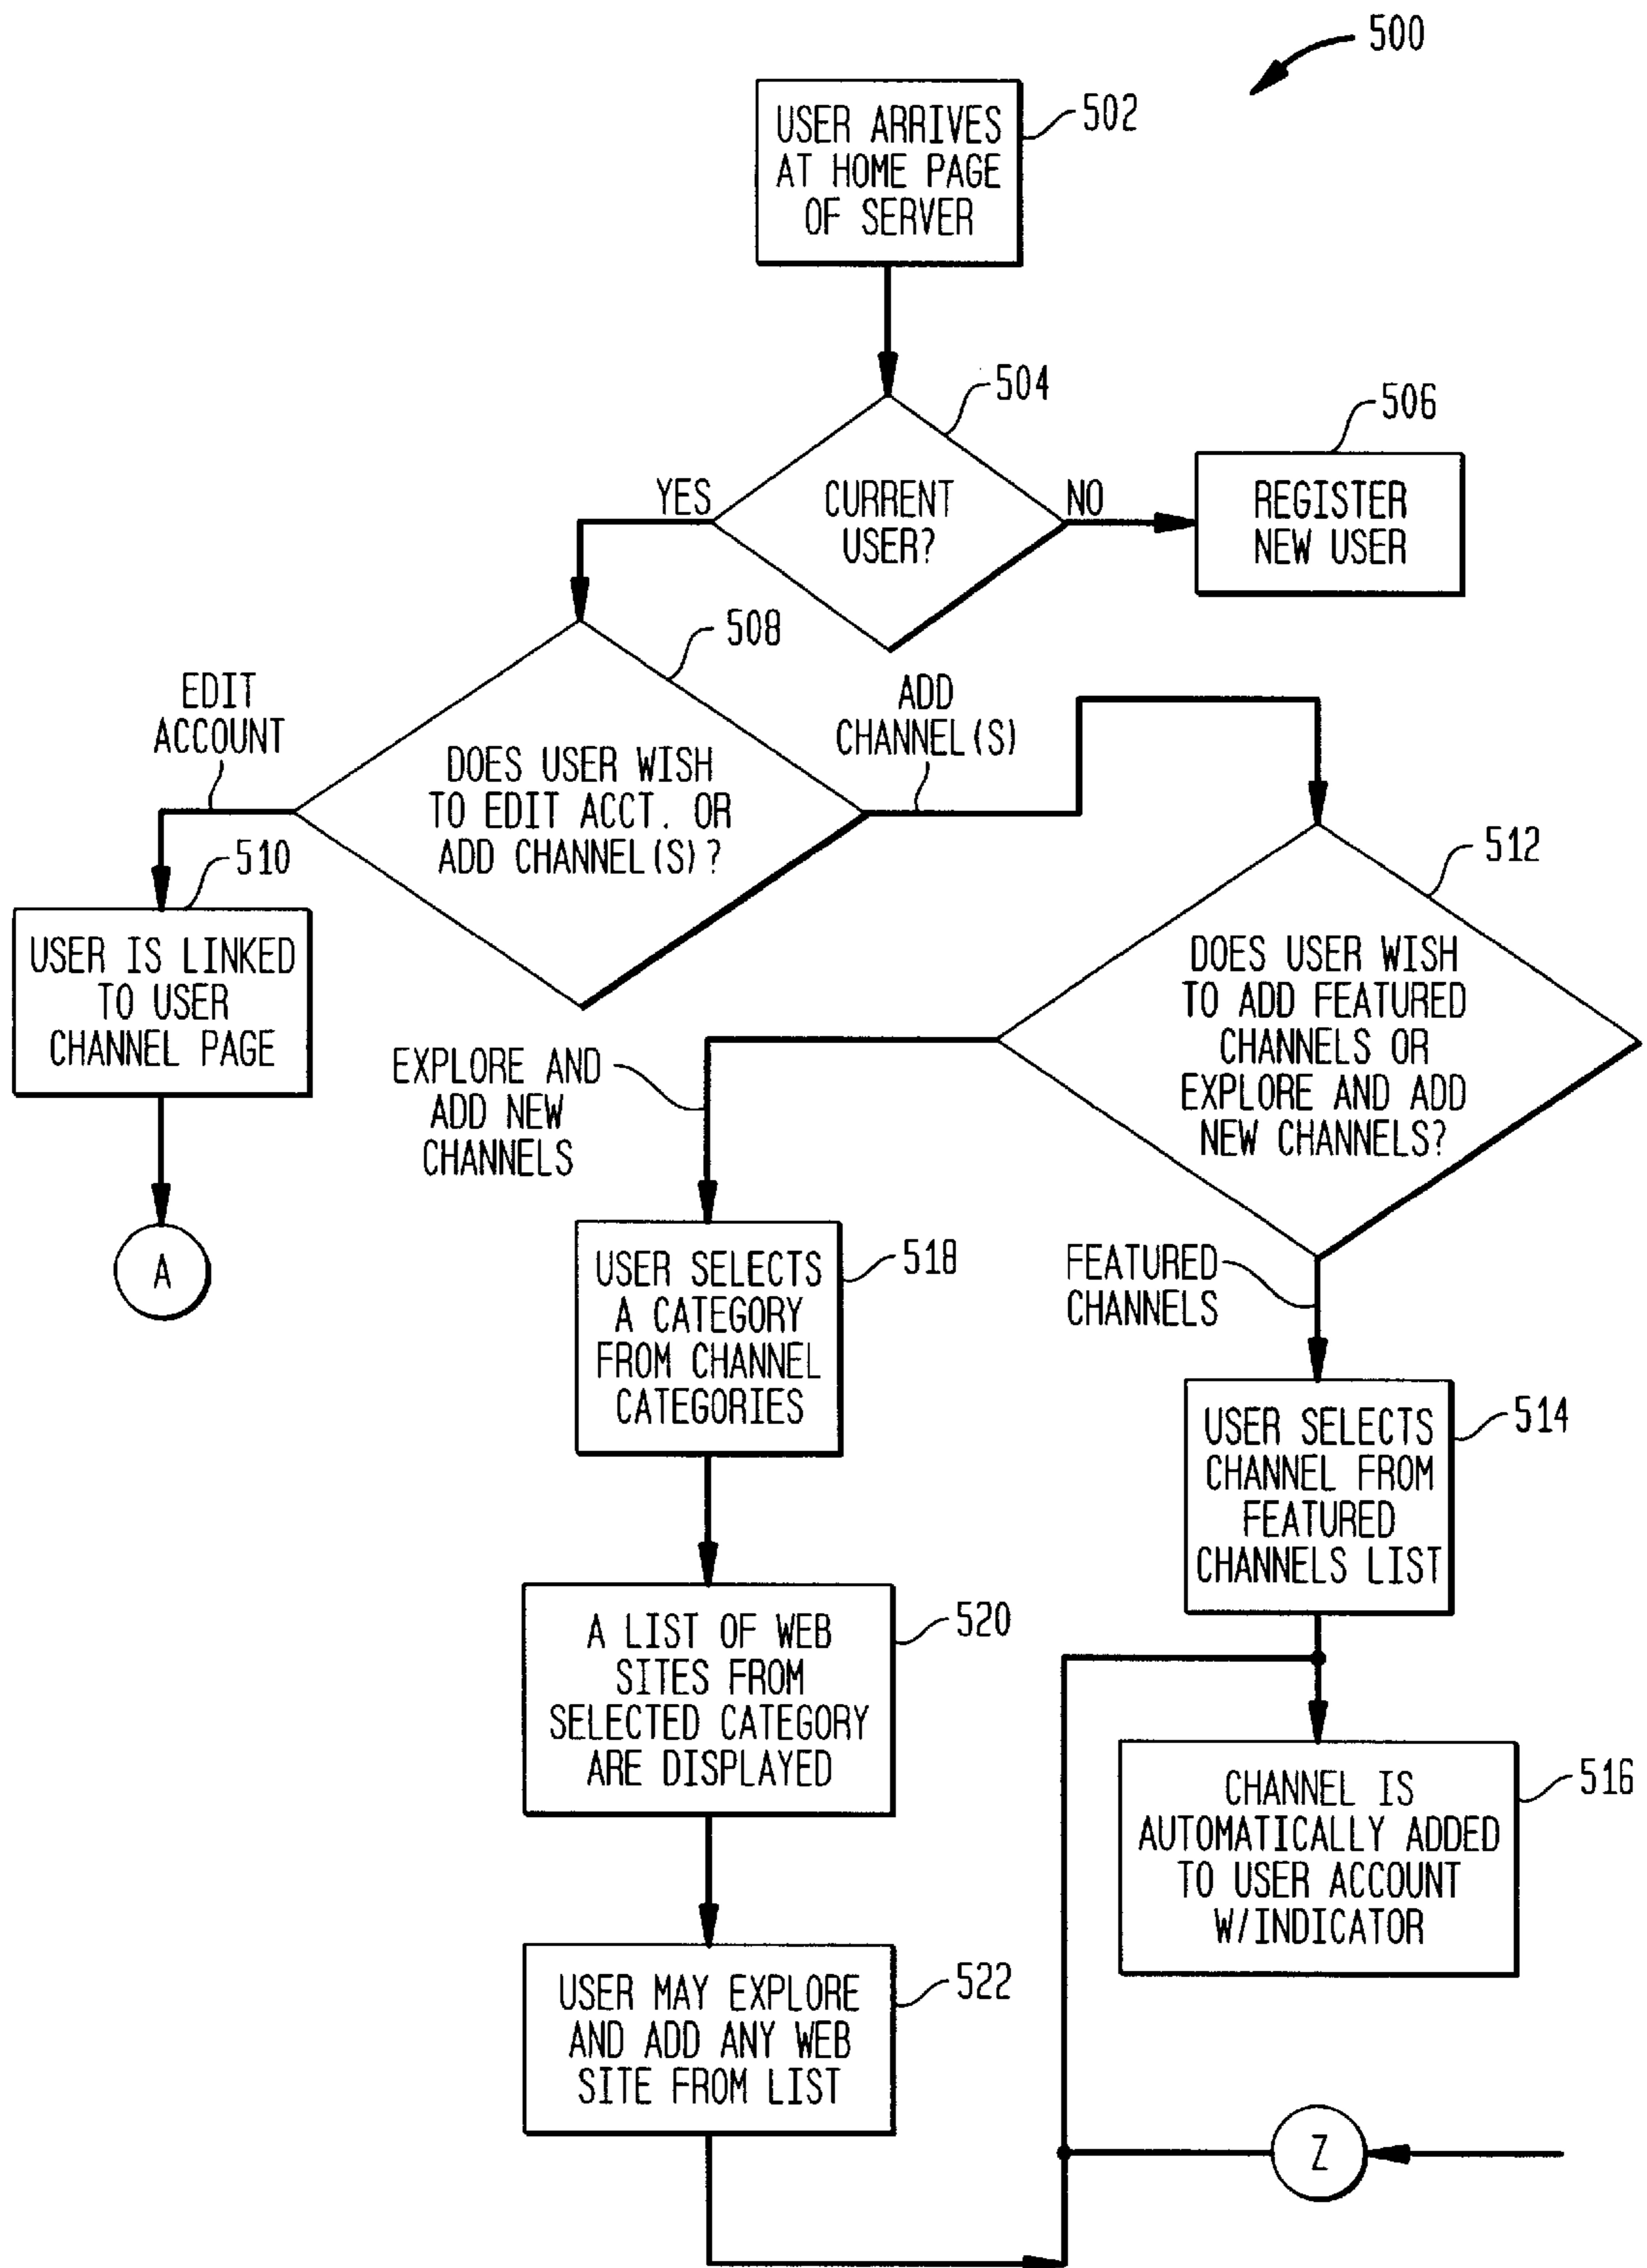 500
USER ARRIVES
AT HOME PAGE
OF SERVER
502
504
CURRENT
USER?
YES
NO
506
REGISTER
NEW USER
508
DOES USER WISH
TO EDIT ACCT. OR
ADD CHANNEL(S)?
EDIT
ACCOUNT
ADD
CHANNEL(S)
510
USER IS LINKED
TO USER
CHANNEL PAGE
A
512
DOES USER WISH
TO ADD FEATURED
CHANNELS OR
EXPLORE AND ADD
NEW CHANNELS?
EXPLORE AND
ADD NEW
CHANNELS
FEATURED
CHANNELS
518
USER SELECTS
A CATEGORY
FROM CHANNEL
CATEGORIES
514
USER SELECTS
CHANNEL FROM
FEATURED
CHANNELS LIST
520
A LIST OF WEB
SITES FROM
SELECTED CATEGORY
ARE DISPLAYED
516
CHANNEL IS
AUTOMATICALLY ADDED
TO USER ACCOUNT
W/INDICATOR
522
USER MAY EXPLORE
AND ADD ANY WEB
SITE FROM LIST
Z